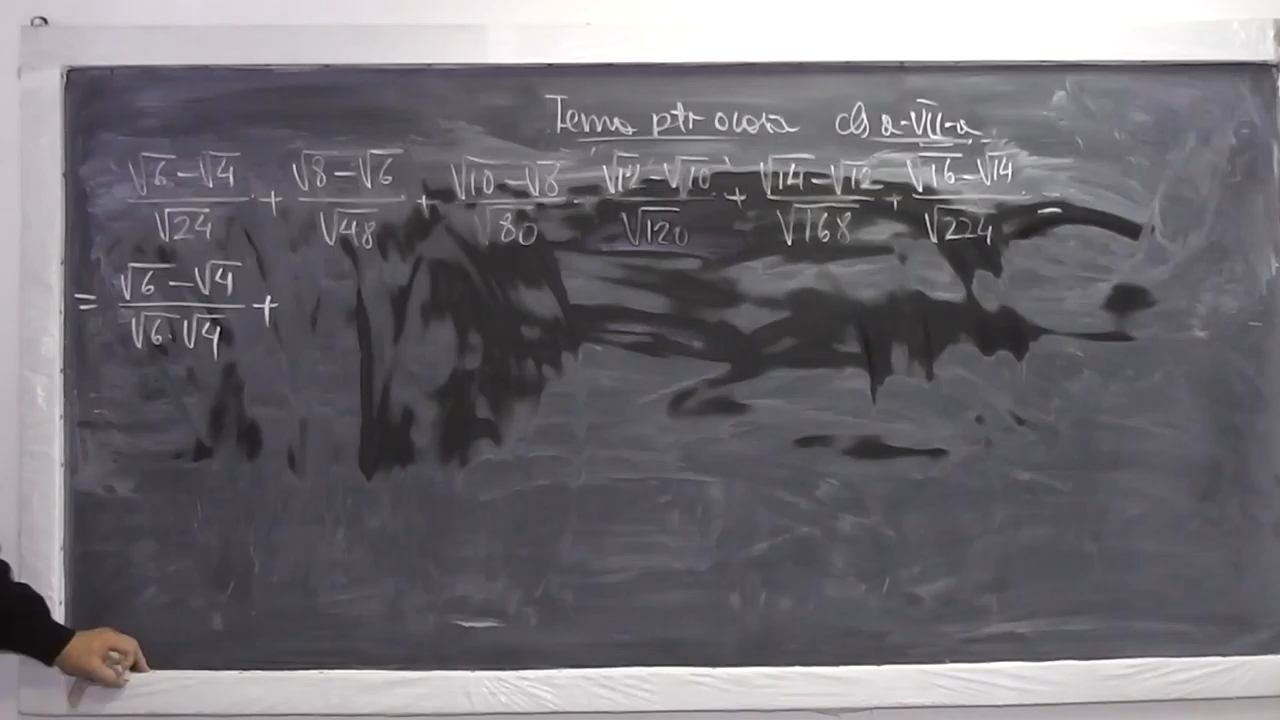 Tema ptr acasa cls a-VII-a
(√6-√4)/√24 + (√8-√6)/√48 + (√10-√8)/√80 + (√12-√10)/√120 + (√14-√12)/√168 + (√16-√14)/√224 =
= (√6-√4)/(√6·√4) +